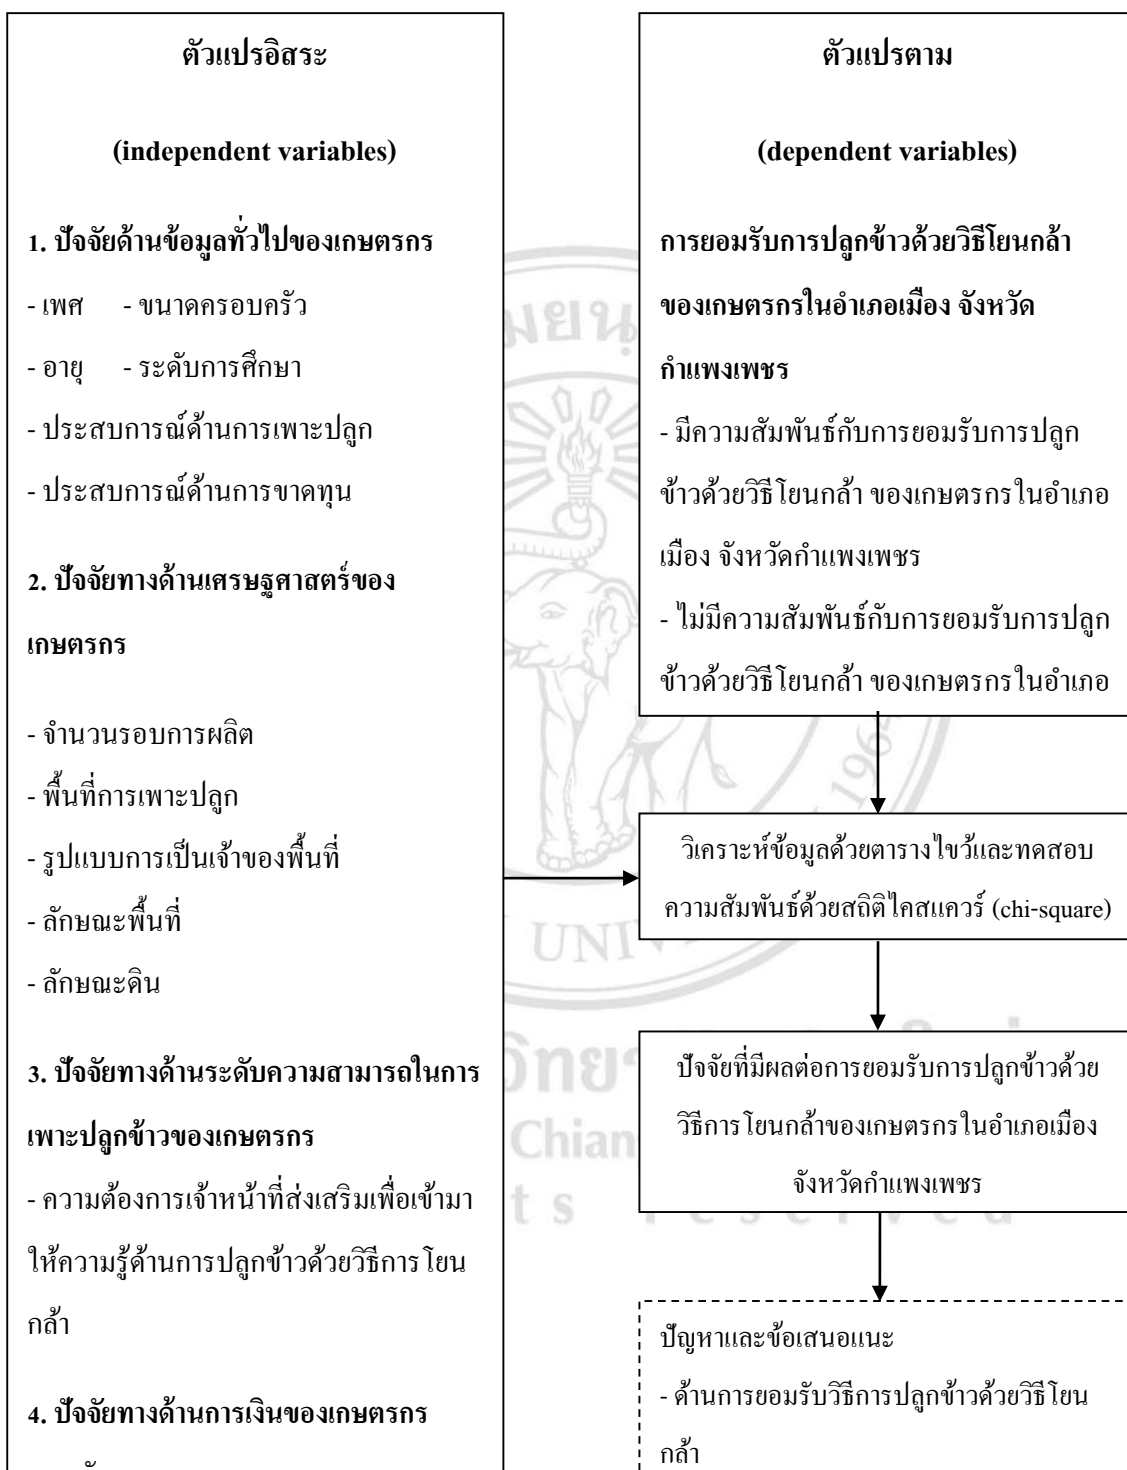 ตัวแปรอิสระ
(independent variables)
1. ปัจจัยด้านข้อมูลทั่วไปของเกษตรกร
- เพศ - ขนาดครอบครัว
- อายุ - ระดับการศึกษา
- ประสบการณ์ด้านการเพาะปลูก
- ประสบการณ์ด้านการขาดทุน
2. ปัจจัยทางด้านเศรษฐศาสตร์ของ
เกษตรกร
- จำนวนรอบการผลิต
- พื้นที่การเพาะปลูก
- รูปแบบการเป็นเจ้าของพื้นที่
- ลักษณะพื้นที่
- ลักษณะดิน
3. ปัจจัยทางด้านระดับความสามารถในการ
เพาะปลูกข้าวของเกษตรกร
- ความต้องการเจ้าหน้าที่ส่งเสริมเพื่อเข้ามา
ให้ความรู้ด้านการปลูกข้าวด้วยวิธีการโยน
กล้า
4. ปัจจัยทางด้านการเงินของเกษตรกร
ตัวแปรตาม
(dependent variables)
การยอมรับการปลูกข้าวด้วยวิธีโยนกล้า
ของเกษตรกรในอำเภอเมือง จังหวัด
กำแพงเพชร
- มีความสัมพันธ์กับการยอมรับการปลูก
ข้าวด้วยวิธีโยนกล้า ของเกษตรกรในอำเภอ
เมือง จังหวัดกำแพงเพชร
- ไม่มีความสัมพันธ์กับการยอมรับการปลูก
ข้าวด้วยวิธีโยนกล้า ของเกษตรกรในอำเภอ
วิเคราะห์ข้อมูลด้วยตารางไขว้และทดสอบ
ความสัมพันธ์ด้วยสถิติไคสแควร์ (chi-square)
ปัจจัยที่มีผลต่อการยอมรับการปลูกข้าวด้วย
วิธีการโยนกล้าของเกษตรกรในอำเภอเมือง
จังหวัดกำแพงเพชร
ปัญหาและข้อเสนอแนะ
- ด้านการยอมรับวิธีการปลูกข้าวด้วยวิธีโยน
กล้า
1964
Chian
reserved